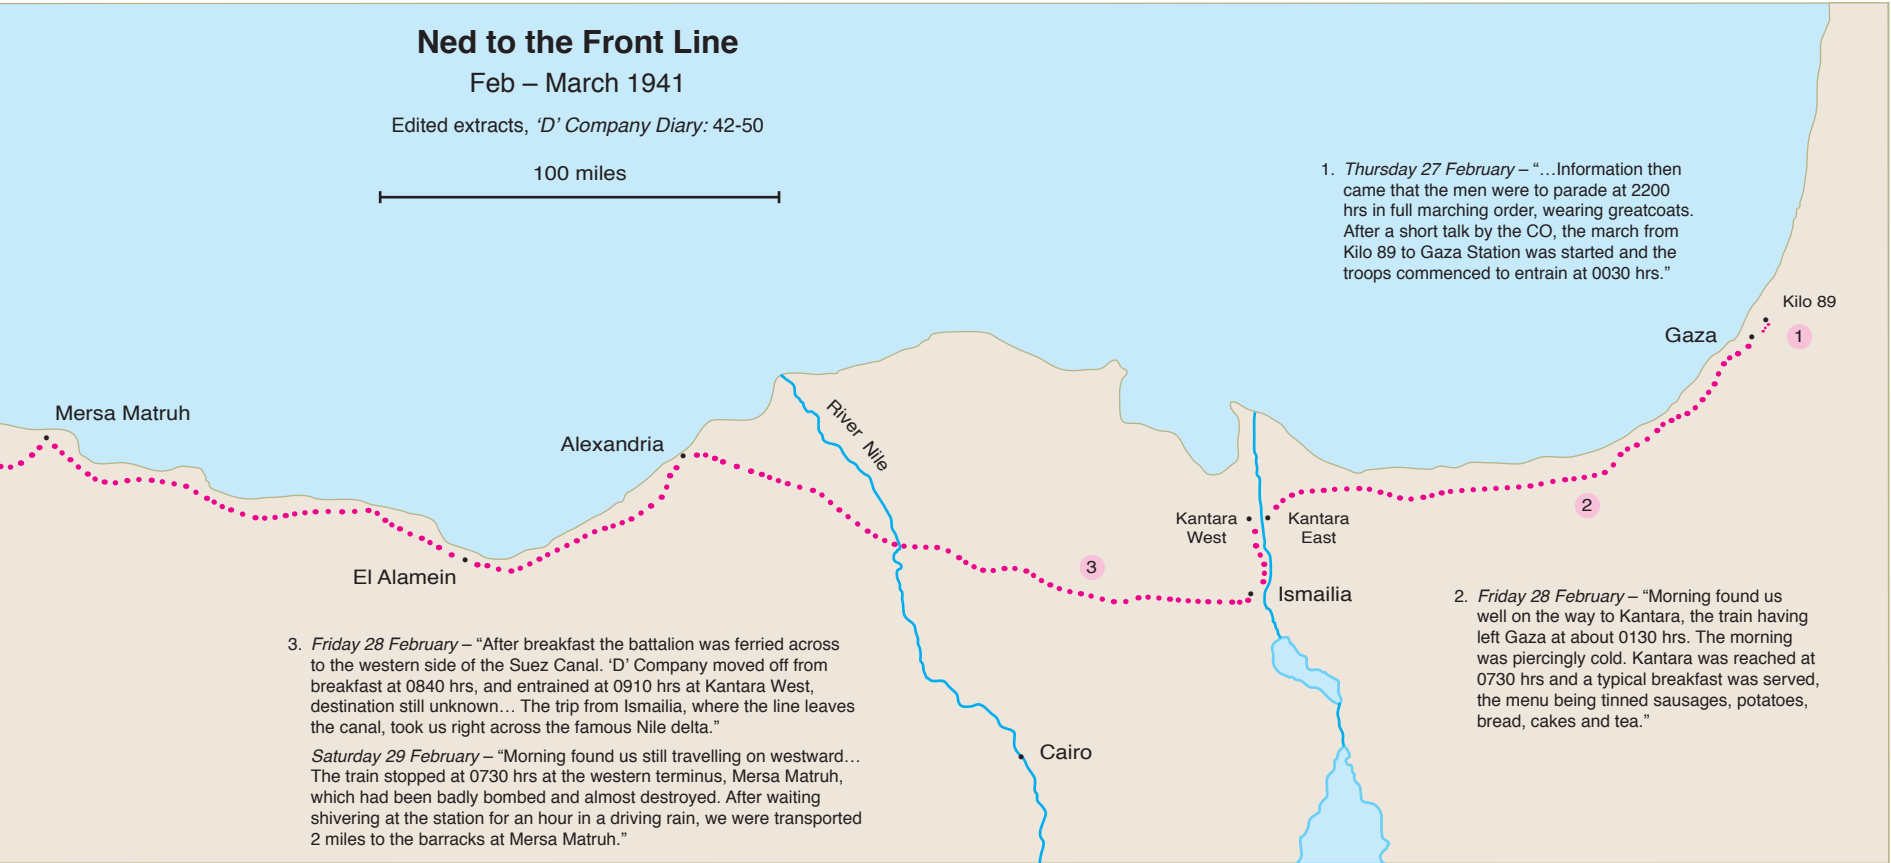 Ned to the Front Line
Feb – March 1941
Edited extracts, ‘D’ Company Diary: 42-50
100 miles
1. Thursday 27 February – “…Information then
came that the men were to parade at 2200
hrs in full marching order, wearing greatcoats.
After a short talk by the CO, the march from
Kilo 89 to Gaza Station was started and the
troops commenced to entrain at 0030 hrs.”
Kilo 89
Gaza
1
Mersa Matruh
Alexandria
River Nile
2
Kantara
West
Kantara
East
El Alamein
3
Ismailia
2. Friday 28 February – “Morning found us
well on the way to Kantara, the train having
left Gaza at about 0130 hrs. The morning
was piercingly cold. Kantara was reached at
0730 hrs and a typical breakfast was served,
the menu being tinned sausages, potatoes,
bread, cakes and tea.”
3. Friday 28 February – “After breakfast the battalion was ferried across
to the western side of the Suez Canal. ‘D’ Company moved off from
breakfast at 0840 hrs, and entrained at 0910 hrs at Kantara West,
destination still unknown… The trip from Ismailia, where the line leaves
the canal, took us right across the famous Nile delta.”
Saturday 29 February – “Morning found us still travelling on westward…
The train stopped at 0730 hrs at the western terminus, Mersa Matruh,
which had been badly bombed and almost destroyed. After waiting
shivering at the station for an hour in a driving rain, we were transported
2 miles to the barracks at Mersa Matruh.”
Cairo